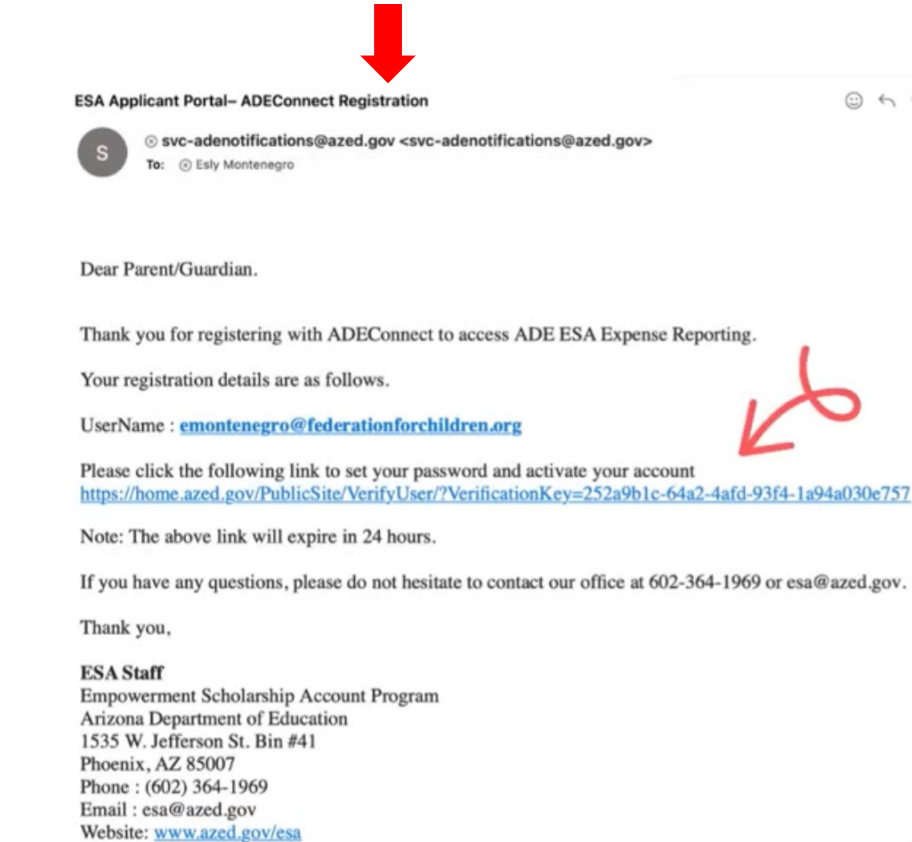 ESA Applicant Portal– ADEConnect Registration
S
svc-adenotifications@azed.gov <svc-adenotifications@azed.gov>
To: Esly Montenegro
Dear Parent/Guardian.
Thank you for registering with ADEConnect to access ADE ESA Expense Reporting.
Your registration details are as follows.
UserName : emontenegro@federationforchildren.org
Please click the following link to set your password and activate your account
https://home.azed.gov/PublicSite/VerifyUser/?VerificationKey=252a9b1c-64a2-4afd-93f4-1a94a030e757
Note: The above link will expire in 24 hours.
If you have any questions, please do not hesitate to contact our office at 602-364-1969 or esa@azed.gov.
Thank you,
ESA Staff
Empowerment Scholarship Account Program
Arizona Department of Education
1535 W. Jefferson St. Bin #41
Phoenix, AZ 85007
Phone : (602) 364-1969
Email : esa@azed.gov
Website: www.azed.gov/esa